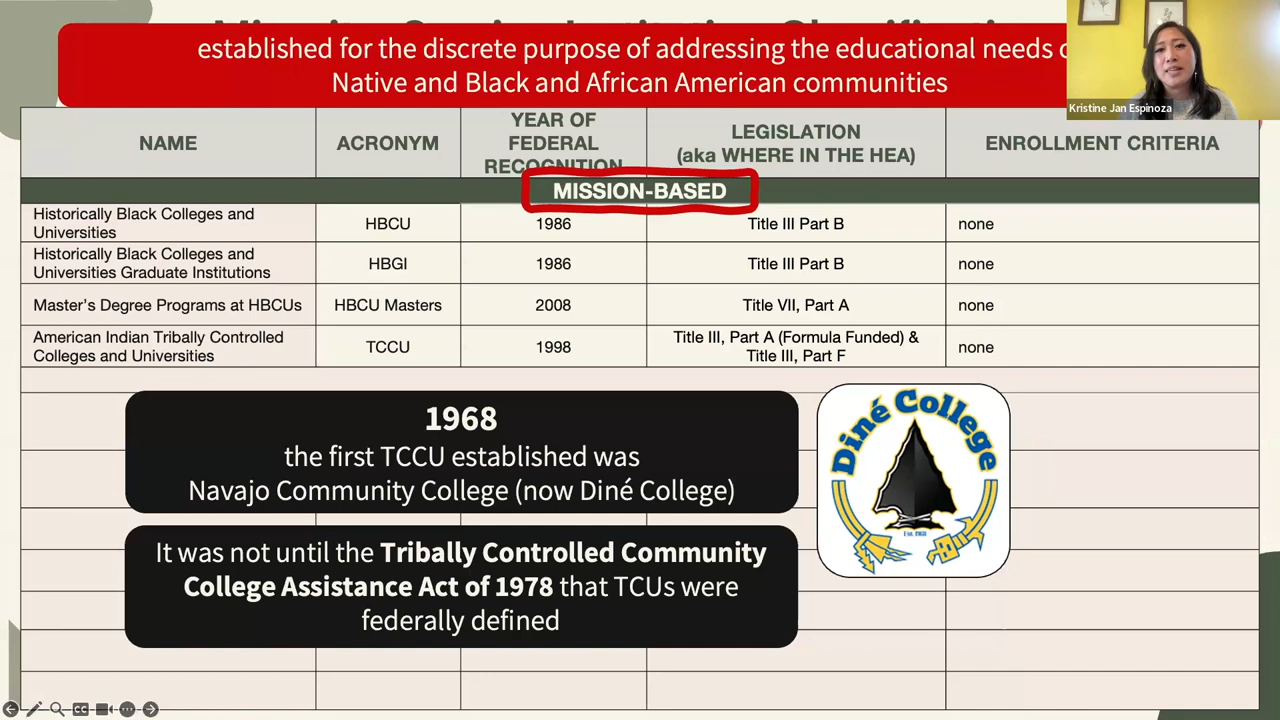 established for the discrete purpose of addressing the educational needs
Native and Black and African American communities
Kristine Jan Espinoza
NAME
ACRONYM
YEAR OF
FEDERAL
RECOGNITION
LEGISLATION
(aka WHERE IN THE HEA)
ENROLLMENT CRITERIA
MISSION-BASED
Historically Black Colleges and
Universities
HBCU
1986
Title III Part B
none
Historically Black Colleges and
Universities Graduate Institutions
HBGI
1986
Title III Part B
none
Master's Degree Programs at HBCUs
HBCU Masters
2008
Title VII, Part A
none
American Indian Tribally Controlled
Colleges and Universities
TCCU
1998
Title III, Part A (Formula Funded) &
Title III, Part F
none
1968
the first TCCU established was
Navajo Community College (now Diné College)
Diné College
Est. 1968
It was not until the Tribally Controlled Community
College Assistance Act of 1978 that TCUs were
federally defined
CC